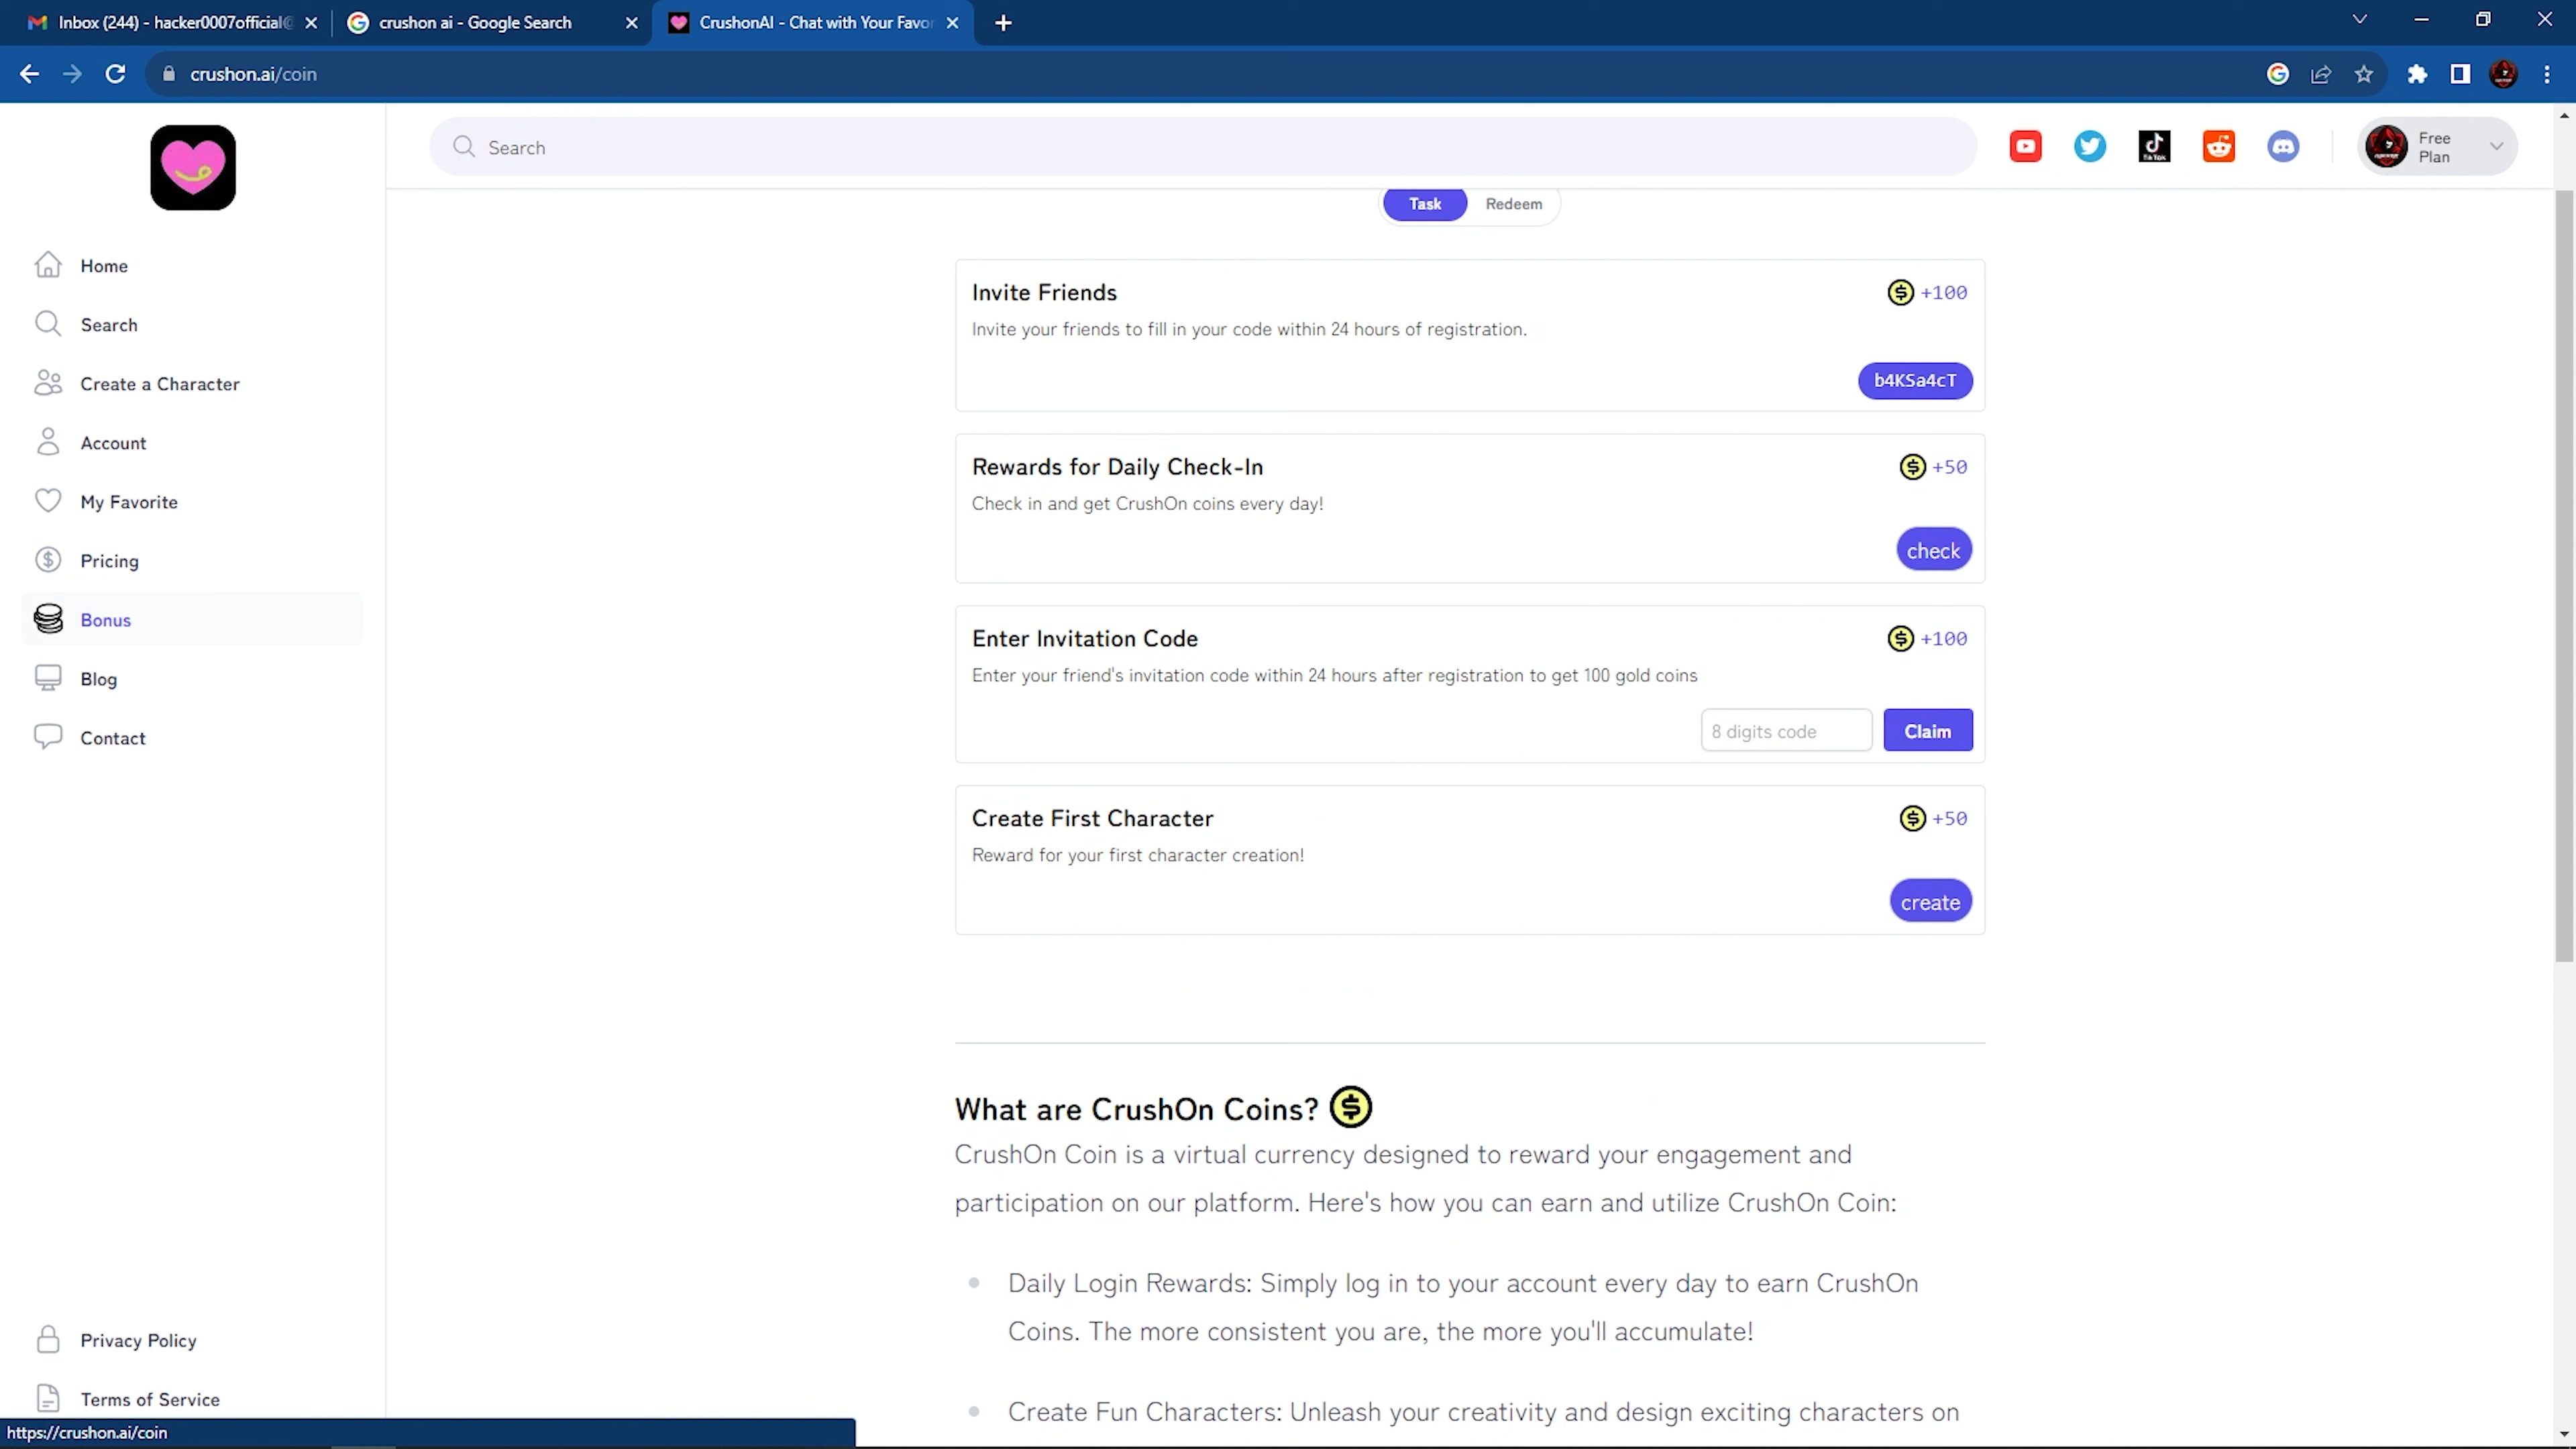 Inbox (244) - hacker0007official@
crushon ai - Google Search
CrushonAI - Chat with Your Favor
crushon.ai/coin
Search
Free
Plan
Home
Search
Create a Character
Account
My Favorite
Pricing
Bonus
Blog
Contact
Privacy Policy
Terms of Service
https://crushon.ai/coin
Task
Redeem
Invite Friends
+100
Invite your friends to fill in your code within 24 hours of registration.
b4KSa4cT
Rewards for Daily Check-In
+50
Check in and get CrushOn coins every day!
check
Enter Invitation Code
+100
Enter your friend's invitation code within 24 hours after registration to get 100 gold coins
8 digits code
Claim
Create First Character
+50
Reward for your first character creation!
create
What are CrushOn Coins?
CrushOn Coin is a virtual currency designed to reward your engagement and
participation on our platform. Here's how you can earn and utilize CrushOn Coin:
Daily Login Rewards: Simply log in to your account every day to earn CrushOn
Coins. The more consistent you are, the more you'll accumulate!
Create Fun Characters: Unleash your creativity and design exciting characters on